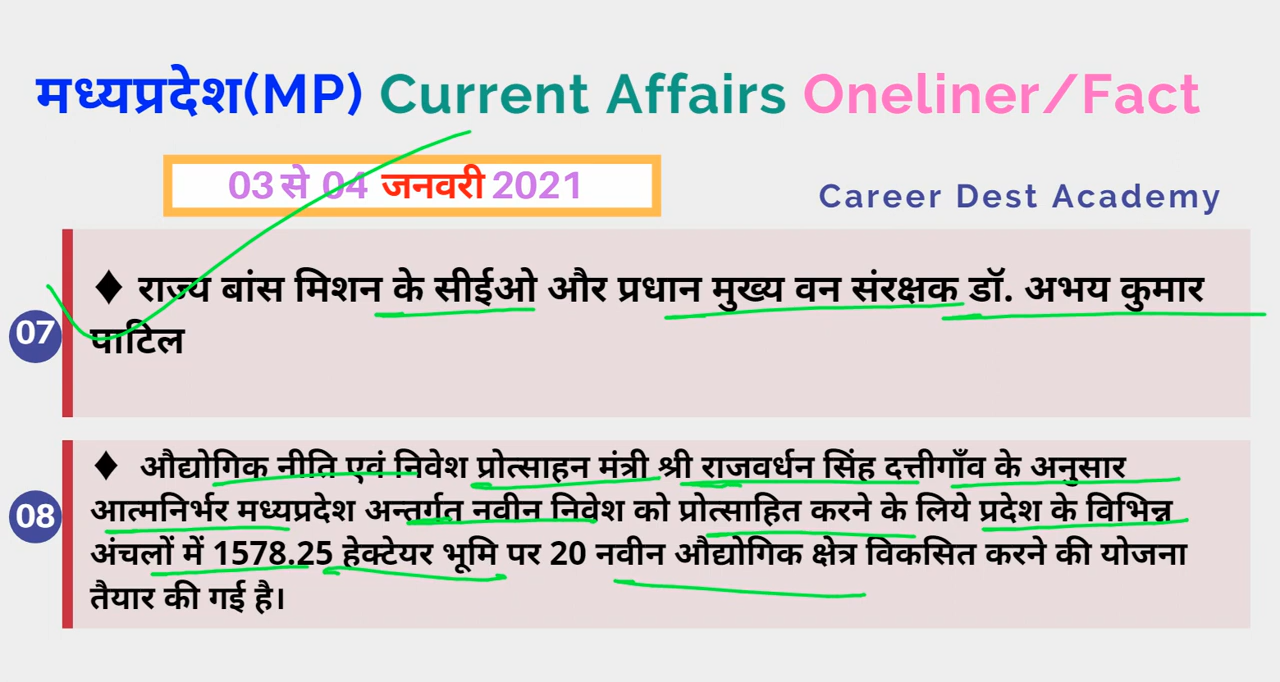 मध्यप्रदेश(MP) Current Affairs Oneliner/Fact
03 से 04 जनवरी 2021
Career Dest Academy
07
♦ राज्य बांस मिशन के सीईओ और प्रधान मुख्य वन संरक्षक डॉ. अभय कुमार
पाटिल
08
♦ औद्योगिक नीति एवं निवेश प्रोत्साहन मंत्री श्री राजवर्धन सिंह दत्तीगाँव के अनुसार
आत्मनिर्भर मध्यप्रदेश अन्तर्गत नवीन निवेश को प्रोत्साहित करने के लिये प्रदेश के विभिन्न
अंचलों में 1578.25 हेक्टेयर भूमि पर 20 नवीन औद्योगिक क्षेत्र विकसित करने की योजना
तैयार की गई है।